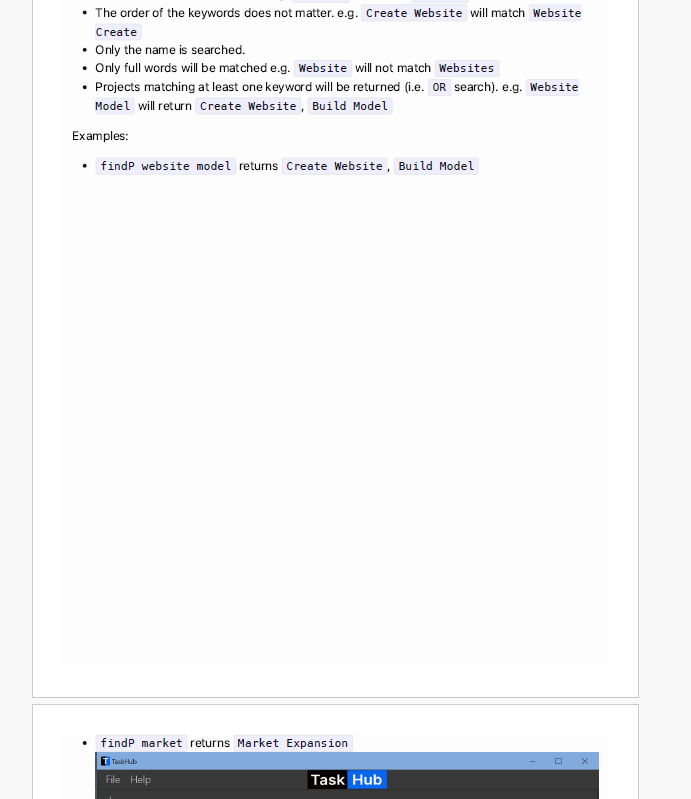 • The order of the keywords does not matter. e.g. Create Website will match Website
Create
• Only the name is searched.
• Only full words will be matched e.g. Website will not match Websites
• Projects matching at least one keyword will be returned (i.e. OR search). e.g. Website
Model will return Create Website, Build Model
Examples:
• findP website model returns Create Website, Build Model
• findP market returns Market Expansion
TaskHub
File Help Task Hub